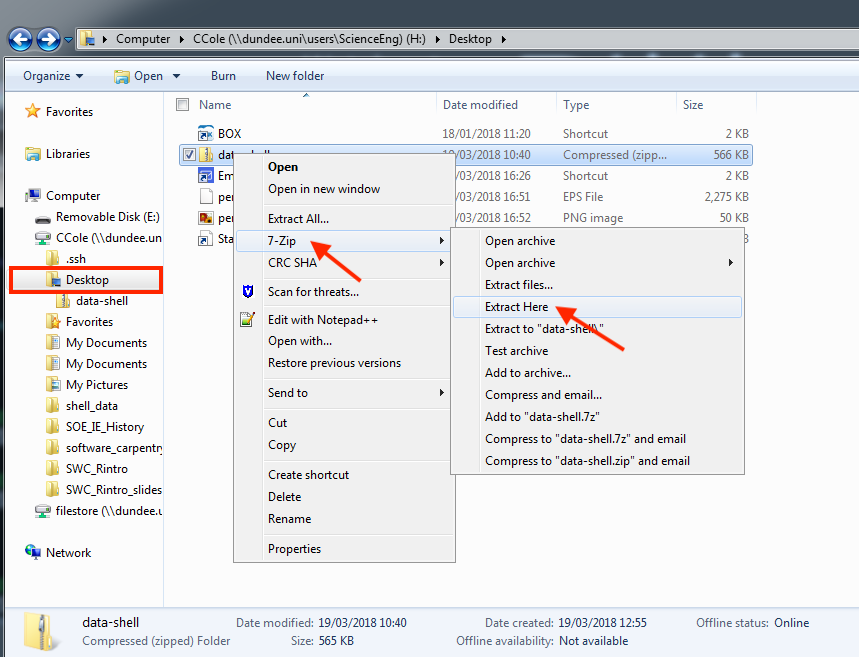 Computer CCole (\\dundee.uni\users\ScienceEng) (H:) Desktop
Organize Open Burn New folder
Favorites
Libraries
Computer
Removable Disk (E:)
CCole (\\dundee.un
.ssh
Desktop
data-shell
Favorites
My Documents
My Documents
My Pictures
shell_data
SOE_IE_History
software_carpentry
SWC_Rintro
SWC_Rintro_slides
filestore (\\dundee.u
Network
Name Date modified Type Size
BOX 18/01/2018 11:20 Shortcut 2 KB
data-shell 19/03/2018 10:40 Compressed (zipp... 566 KB
Em /03/2018 16:26 Shortcut 2 KB
per /03/2018 16:51 EPS File 2,275 KB
per /03/2018 16:52 PNG image 50 KB
Sta
Open
Open in new window
Extract All...
7-Zip
CRC SHA
Scan for threats...
Edit with Notepad++
Open with...
Restore previous versions
Send to
Cut
Copy
Create shortcut
Delete
Rename
Properties
Open archive
Open archive
Extract files...
Extract Here
Extract to "data-shell\"
Test archive
Add to archive...
Compress and email...
Add to "data-shell.7z"
Compress to "data-shell.7z" and email
Compress to "data-shell.zip" and email
data-shell Date modified: 19/03/2018 10:40 Date created: 19/03/2018 12:55 Offline status: Online
Compressed (zipped) Folder Size: 565 KB Offline availability: Not available